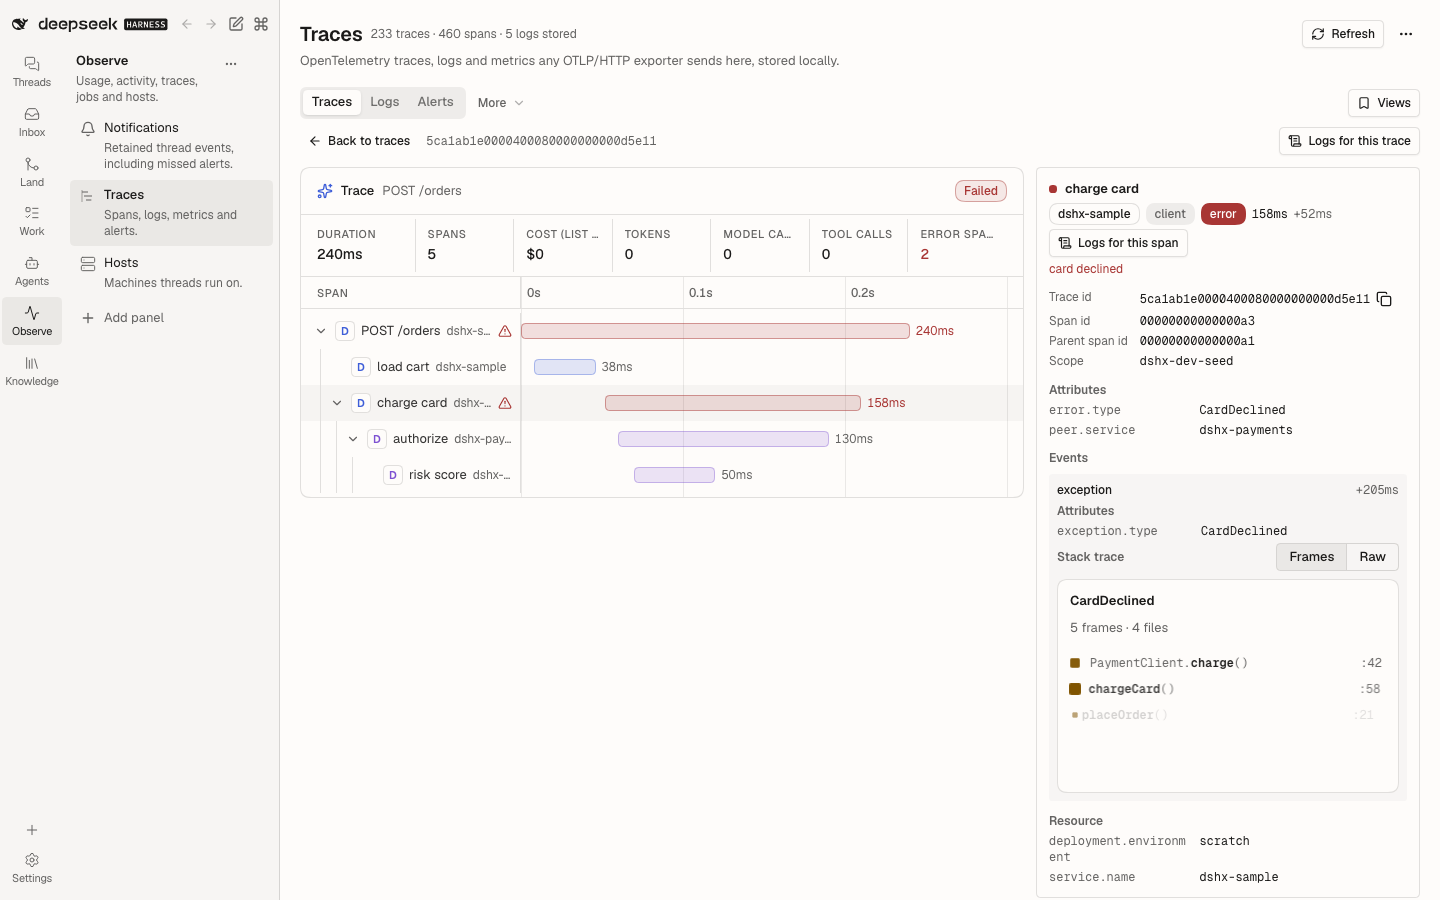 deepseek HARNESS
Threads
Inbox
Land
Work
Agents
Observe
Knowledge
Settings
Observe
Usage, activity, traces,
jobs and hosts.
Notifications
Retained thread events,
including missed alerts.
Traces
Spans, logs, metrics and
alerts.
Hosts
Machines threads run on.
Add panel
Traces 233 traces · 460 spans · 5 logs stored
Refresh
OpenTelemetry traces, logs and metrics any OTLP/HTTP exporter sends here, stored locally.
Traces Logs Alerts More
Views
Back to traces 5ca1ab1e0000400080000000000d5e11
Logs for this trace
Trace POST /orders
Failed
DURATION SPANS COST (LIST … TOKENS MODEL CA… TOOL CALLS ERROR SPA…
240ms 5 $0 0 0 0 2
SPAN 0s 0.1s 0.2s
D POST /orders dshx-s… 240ms
D load cart dshx-sample 38ms
D charge card dshx-… 158ms
D authorize dshx-pay… 130ms
D risk score dshx-… 50ms
charge card
dshx-sample client error 158ms +52ms
Logs for this span
card declined
Trace id 5ca1ab1e0000400080000000000d5e11
Span id 00000000000000a3
Parent span id 00000000000000a1
Scope dshx-dev-seed
Attributes
error.type CardDeclined
peer.service dshx-payments
Events
exception +205ms
Attributes
exception.type CardDeclined
Stack trace Frames Raw
CardDeclined
5 frames · 4 files
PaymentClient.charge() :42
chargeCard() :58
placeOrder() :21
Resource
deployment.environm scratch
ent
service.name dshx-sample